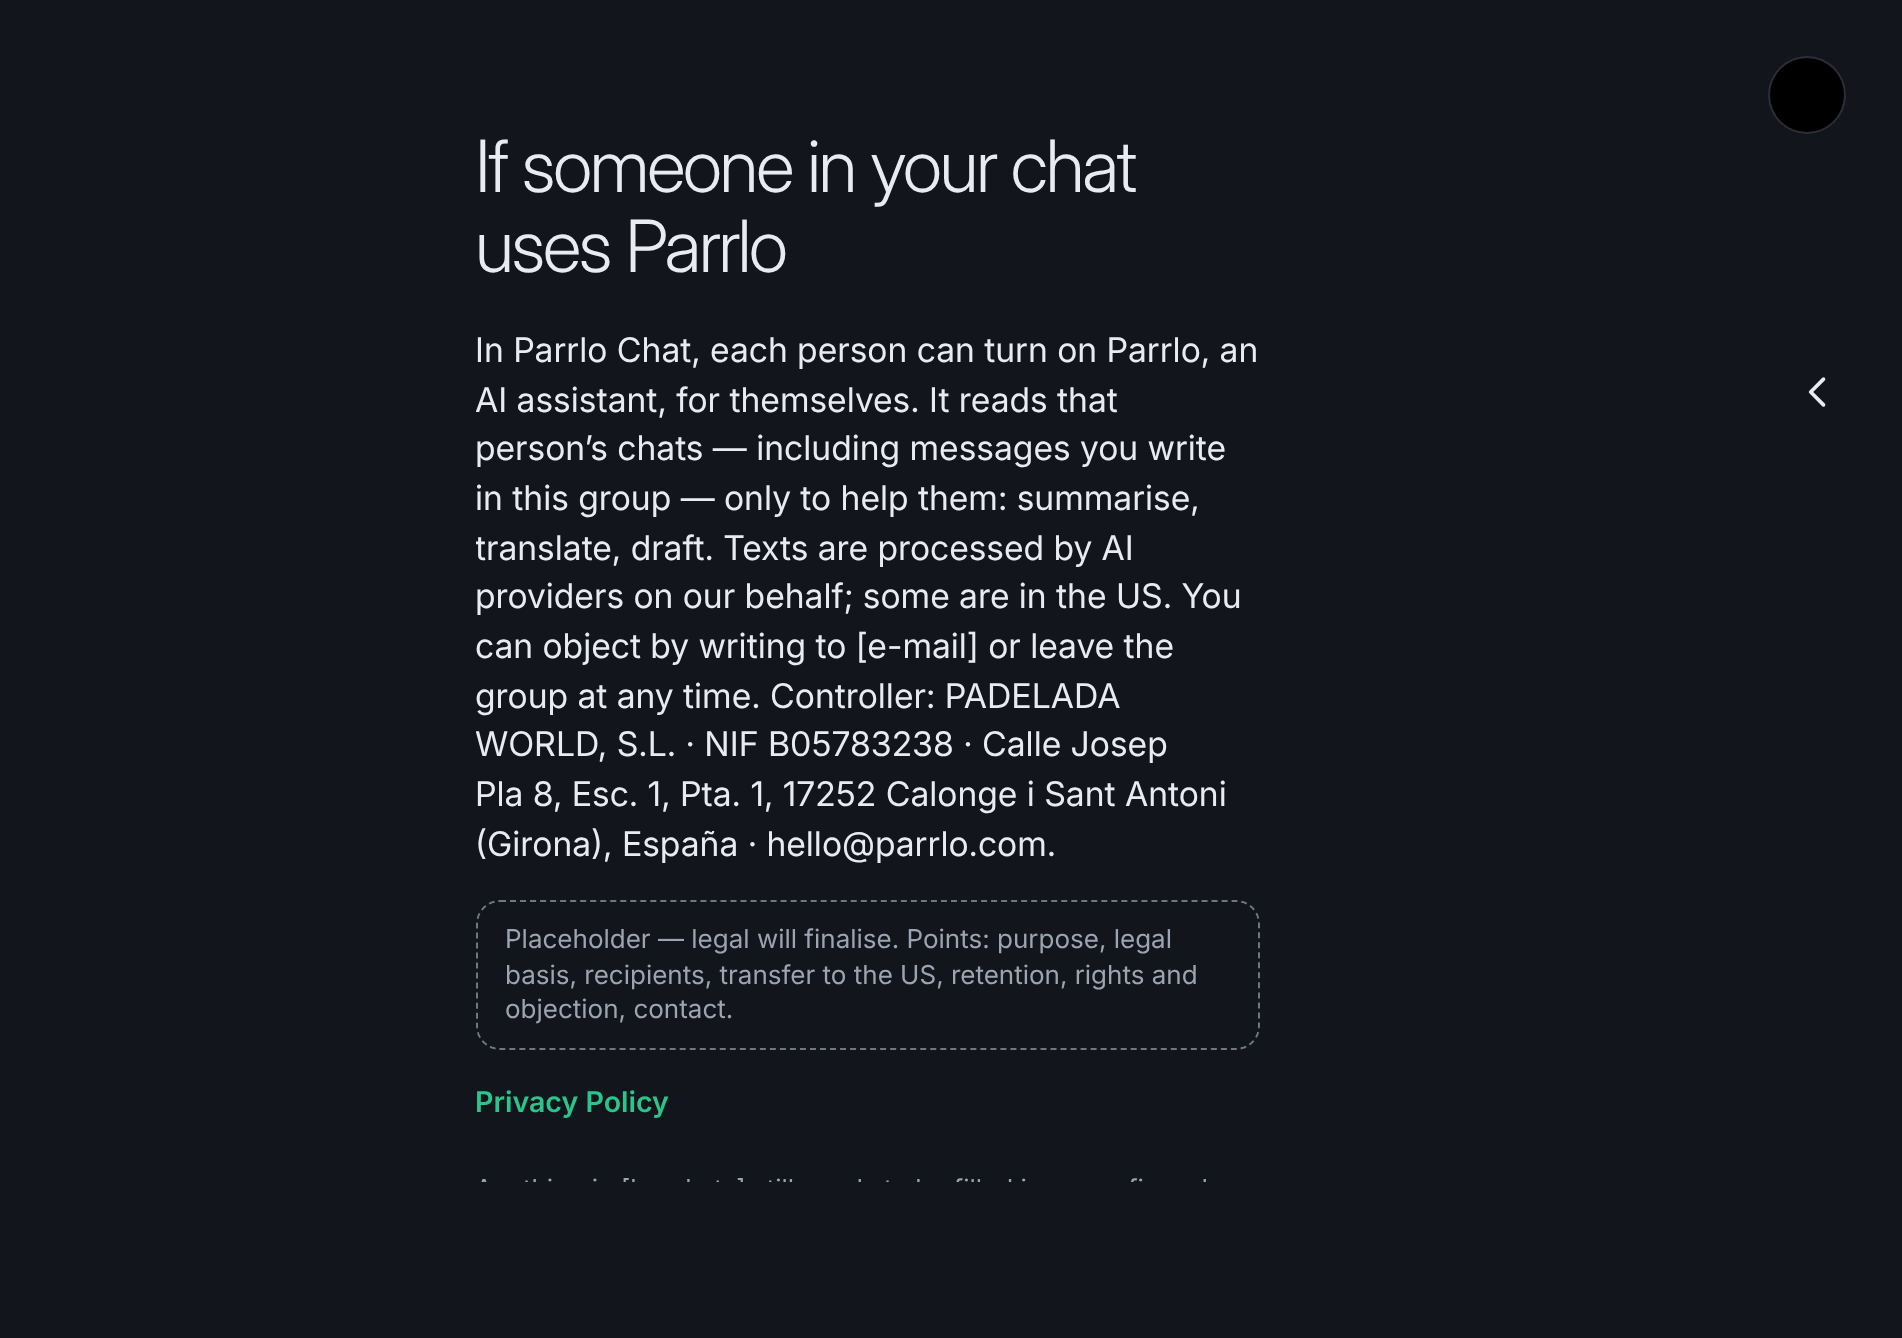 If someone in your chat
uses Parrlo
In Parrlo Chat, each person can turn on Parrlo, an
AI assistant, for themselves. It reads that
person’s chats — including messages you write
in this group — only to help them: summarise,
translate, draft. Texts are processed by AI
providers on our behalf; some are in the US. You
can object by writing to [e-mail] or leave the
group at any time. Controller: PADELADA
WORLD, S.L. · NIF B05783238 · Calle Josep
Pla 8, Esc. 1, Pta. 1, 17252 Calonge i Sant Antoni
(Girona), España · hello@parrlo.com.
Placeholder — legal will finalise. Points: purpose, legal
basis, recipients, transfer to the US, retention, rights and
objection, contact.
Privacy Policy